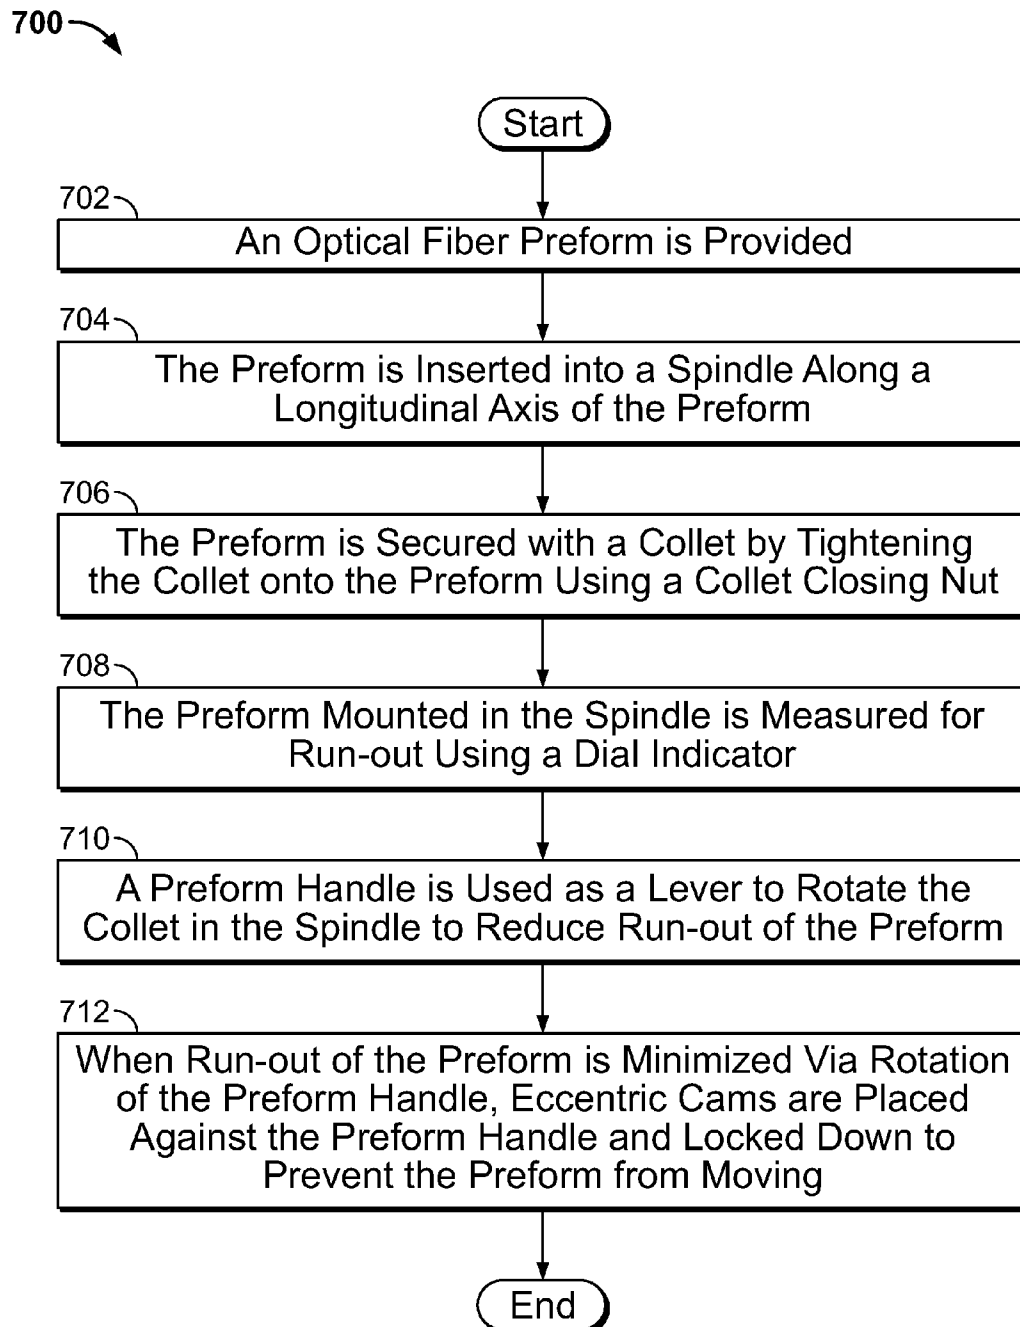 700
Start
702
An Optical Fiber Preform is Provided
704
The Preform is Inserted into a Spindle Along a
Longitudinal Axis of the Preform
706
The Preform is Secured with a Collet by Tightening
the Collet onto the Preform Using a Collet Closing Nut
708
The Preform Mounted in the Spindle is Measured for
Run-out Using a Dial Indicator
710
A Preform Handle is Used as a Lever to Rotate the
Collet in the Spindle to Reduce Run-out of the Preform
712
When Run-out of the Preform is Minimized Via Rotation
of the Preform Handle, Eccentric Cams are Placed
Against the Preform Handle and Locked Down to
Prevent the Preform from Moving
End